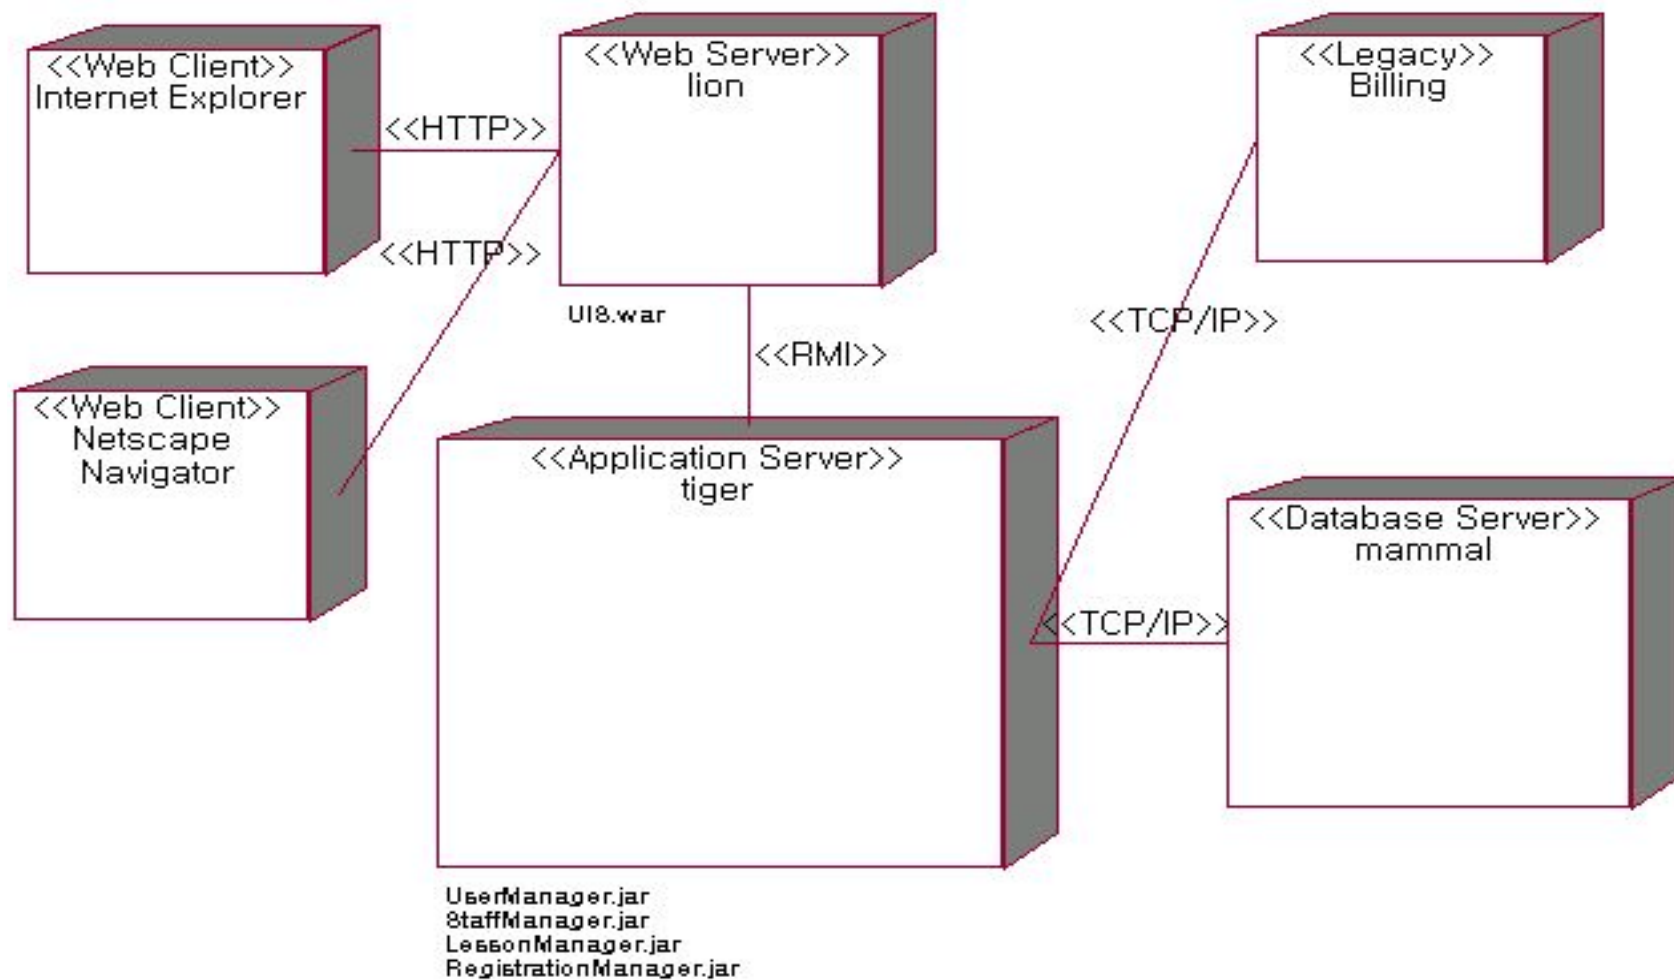 <<Web Client>>
Internet Explorer
<<HTTP>>
<<Web Server>>
lion
<<Legacy>>
Billing
<<HTTP>>
UIS.war
<<RMI>>
<<TCP/IP>>
<<Web Client>>
Netscape
Navigator
<<Application Server>>
tiger
<<Database Server>>
mammal
<<TCP/IP>>
UserManager.jar
StaffManager.jar
LessonManager.jar
RegistrationManager.jar